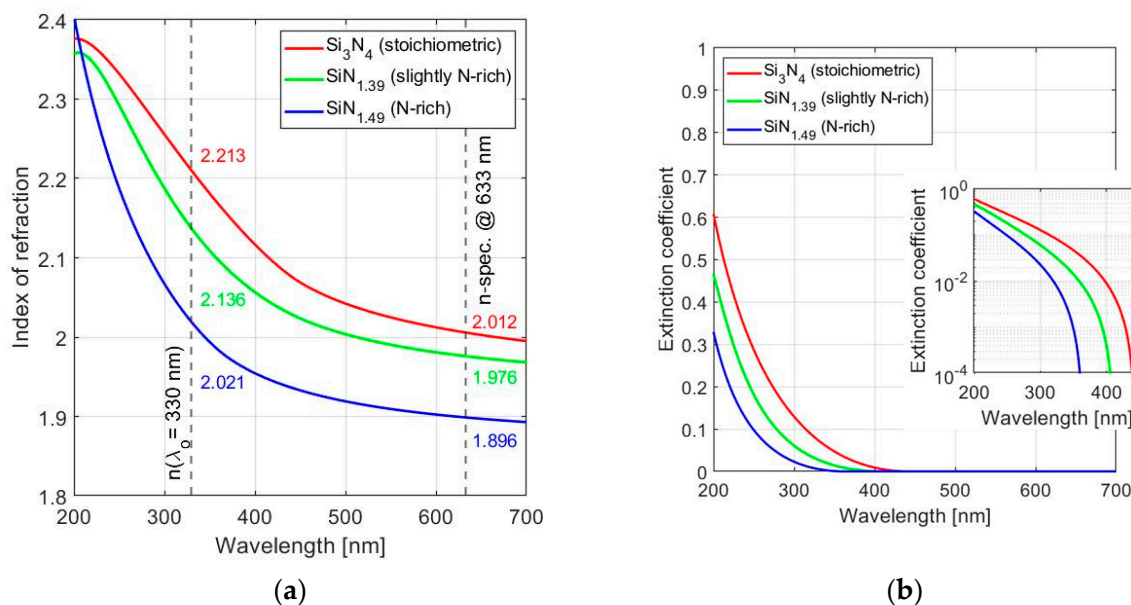 2.4
2.3
2.2
2.1
2
1.9
1.8
Index of refraction
Si3N4 (stoichiometric)
SiN1.39 (slightly N-rich)
SiN1.49 (N-rich)
2.213
2.136
2.021
2.012
1.976
1.896
n(λo = 330 nm)
n-spec. @ 633 nm
200 300 400 500 600 700
Wavelength [nm]
(a)
1
0.9
0.8
0.7
0.6
0.5
0.4
0.3
0.2
0.1
0
Extinction coefficient
Si3N4 (stoichiometric)
SiN1.39 (slightly N-rich)
SiN1.49 (N-rich)
10^0
10^-2
10^-4
Extinction coefficient
200 300 400
Wavelength [nm]
200 300 400 500 600 700
Wavelength [nm]
(b)